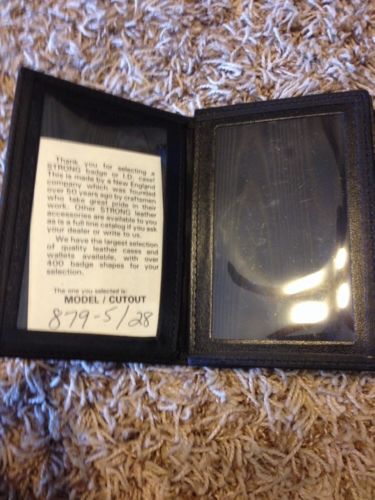 Thank you for selecting a
STRONG badge or I.D. case!
This is made by a New England
company which was founded
over 50 years ago by craftsmen
who take great pride in their
work. Other STRONG leather
accessories are available to you
as is a full line catalog if you ask
your dealer or write to us.
We have the largest selection
of quality leather cases and
wallets available, with over
400 badge shapes for your
selection.
The one you selected is:
MODEL / CUTOUT
879-5/28